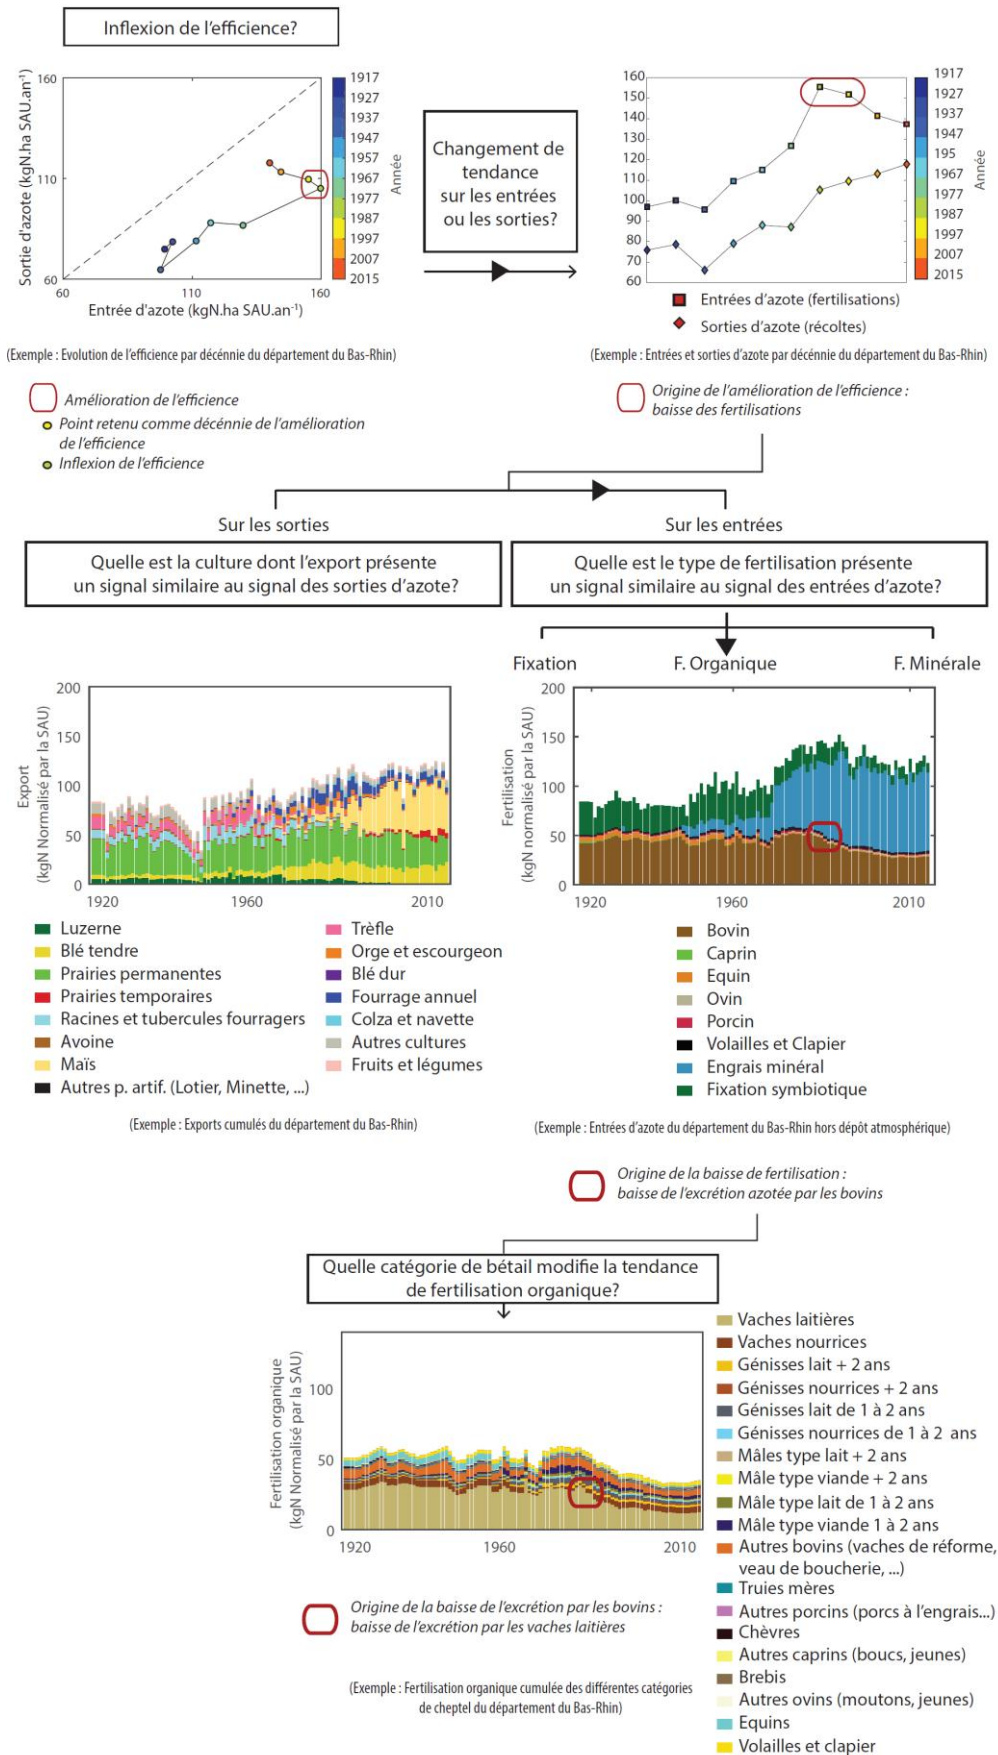 Inflexion de l'efficience?
Sortie d'azote (kgN.ha SAU.an⁻¹)
160
110
60
60
110
160
Entrée d'azote (kgN.ha SAU.an⁻¹)
1917
1927
1937
1947
1957
1967
1977
1987
1997
2007
2015
Année
(Exemple : Evolution de l'efficience par décénnie du département du Bas-Rhin)
Changement de
tendance
sur les entrées
ou les sorties?
160
150
140
130
120
110
100
90
80
70
60
1917
1927
1937
1947
195
1967
1977
1987
1997
2007
2015
Année
Entrées d'azote (fertilisations)
Sorties d'azote (récoltes)
(Exemple : Entrées et sorties d'azote par décénnie du département du Bas-Rhin)
Amélioration de l'efficience
Point retenu comme décénnie de l'amélioration
de l'efficience
Inflexion de l'efficience
Origine de l'amélioration de l'efficience :
baisse des fertilisations
Sur les sorties
Quelle est la culture dont l'export présente
un signal similaire au signal des sorties d'azote?
Sur les entrées
Quelle est le type de fertilisation présente
un signal similaire au signal des entrées d'azote?
Fixation
F. Organique
F. Minérale
Export
(kgN Normalisé par la SAU)
200
150
100
50
0
1920
1960
2010
Luzerne
Blé tendre
Prairies permanentes
Prairies temporaires
Racines et tubercules fourragers
Avoine
Maïs
Autres p. artif. (Lotier, Minette, ...)
Trèfle
Orge et escourgeon
Blé dur
Fourrage annuel
Colza et navette
Autres cultures
Fruits et légumes
(Exemple : Exports cumulés du département du Bas-Rhin)
Fertilisation
(kgN normalisé par la SAU)
200
150
100
50
0
1920
1960
2010
Bovin
Caprin
Equin
Ovin
Porcin
Volailles et Clapier
Engrais minéral
Fixation symbiotique
(Exemple : Entrées d'azote du département du Bas-Rhin hors dépôt atmosphérique)
Origine de la baisse de fertilisation :
baisse de l'excrétion azotée par les bovins
Quelle catégorie de bétail modifie la tendance
de fertilisation organique?
Fertilisation organique
(kgN Normalisé par la SAU)
100
50
0
1920
1960
2010
Vaches laitières
Vaches nourrices
Génisses lait + 2 ans
Génisses nourrices + 2 ans
Génisses lait de 1 à 2 ans
Génisses nourrices de 1 à 2 ans
Mâles type lait + 2 ans
Mâle type viande + 2 ans
Mâle type lait de 1 à 2 ans
Mâle type viande 1 à 2 ans
Autres bovins (vaches de réforme,
veau de boucherie, ...)
Truies mères
Autres porcins (porcs à l'engrais...)
Chèvres
Autres caprins (boucs, jeunes)
Brebis
Autres ovins (moutons, jeunes)
Equins
Volailles et clapier
Origine de la baisse de l'excrétion par les bovins :
baisse de l'excrétion par les vaches laitières
(Exemple : Fertilisation organique cumulée des différentes catégories
de cheptel du département du Bas-Rhin)